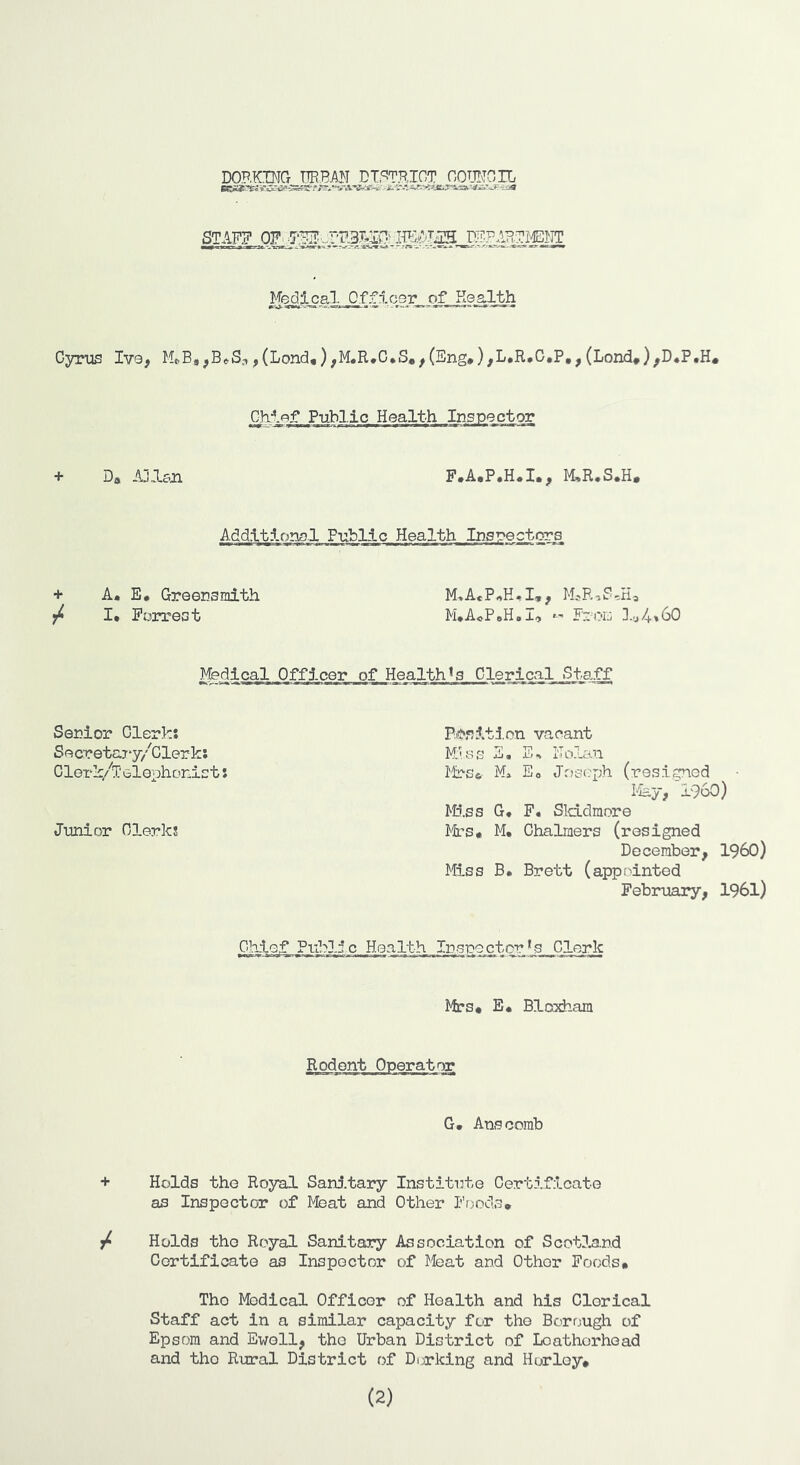 DORKING URBAN DISTRICT COUNCIL
STAFF OF THE PUBLIC HEALTH DEPARTMENT
Medical Officer of Health
Cyrus Ive, M.B.,B.S.,(Lond.),M.R.C.S.,(Eng.),L.R.C.P.,(Lond.),D.P.H.
Chief Public Health Inspector
+ D. Allan F.A.P.H.I., M.R.S.H.
Additional Public Health Inspectors
+ A. E. Greensmith M.A.P.H.I., M.R.S.H.
/ I. Forrest M.A.P.H.I. - From 1.4.60
Medical Officer of Health's Clerical Staff
Senior Clerk: Position vacant
Secretary/Clerk: Miss E. E. Nolan
Clerk/Telephonist: Mrs. M. E. Joseph (resigned
May, 1960)
Miss G. F. Skidmore
Junior Clerk: Mrs. M. Chalmers (resigned
December, 1960)
Miss B. Brett (appointed
February, 1961)
Chief Public Health Inspector's Clerk
Mrs. E. Bloxham
Rodent Operator
G. Anscomb
+ Holds the Royal Sanitary Institute Certificate
as Inspector of Meat and Other Foods.
/ Holds the Royal Sanitary Association of Scotland
Certificate as Inspector of Meat and Other Foods.
The Medical Officer of Health and his Clerical
Staff act in a similar capacity for the Borough of
Epsom and Ewell, the Urban District of Leatherhead
and the Rural District of Dorking and Horley.
(2)